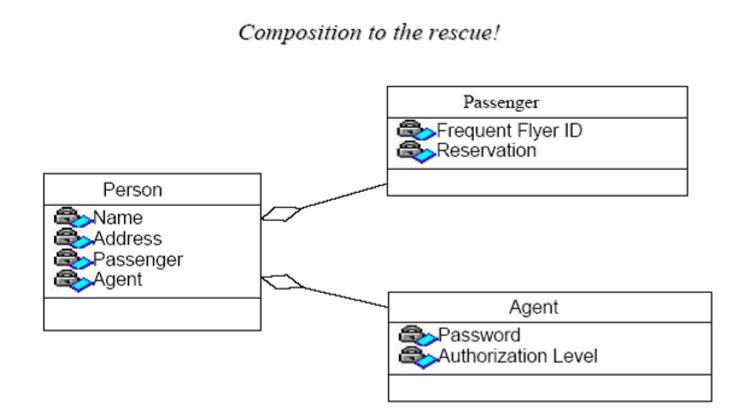 Composition to the rescue!
Passenger
Frequent Flyer ID
Reservation
Person
Name
Address
Passenger
Agent
Agent
Password
Authorization Level